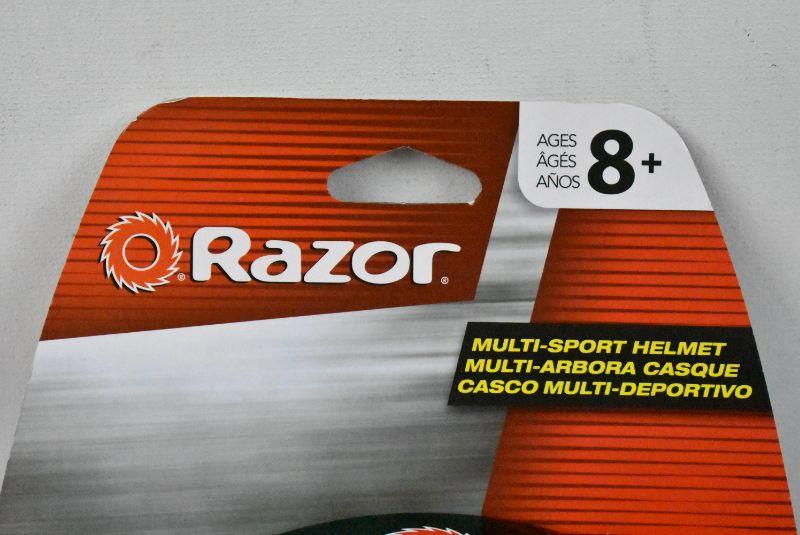 AGES
ÂGÉS
AÑOS
8+
Razor®
MULTI-SPORT HELMET
MULTI-ARBORA CASQUE
CASCO MULTI-DEPORTIVO